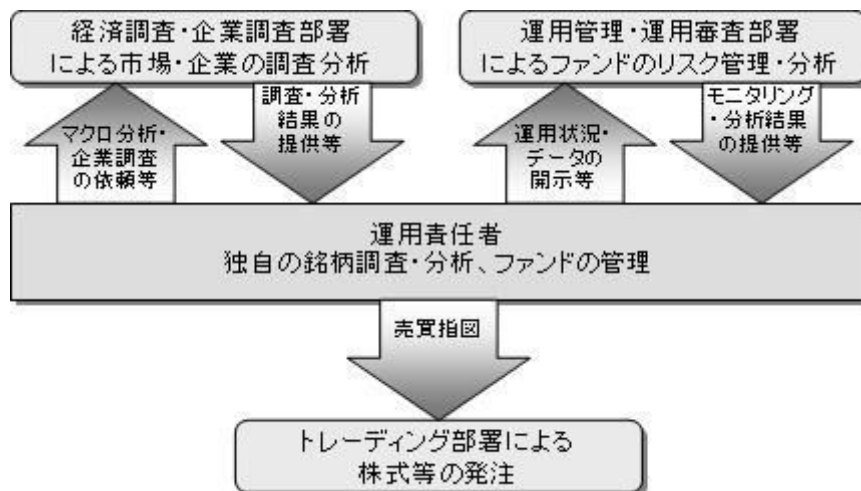 経済調査・企業調査部署
による市場・企業の調査分析
運用管理・運用審査部署
によるファンドのリスク管理・分析
マクロ分析・
企業調査
の依頼等
調査・分析
結果の
提供等
運用状況・
データの
開示等
モニタリング
・分析結果
の提供等
運用責任者
独自の銘柄調査・分析、ファンドの管理
売買指図
トレーディング部署による
株式等の発注